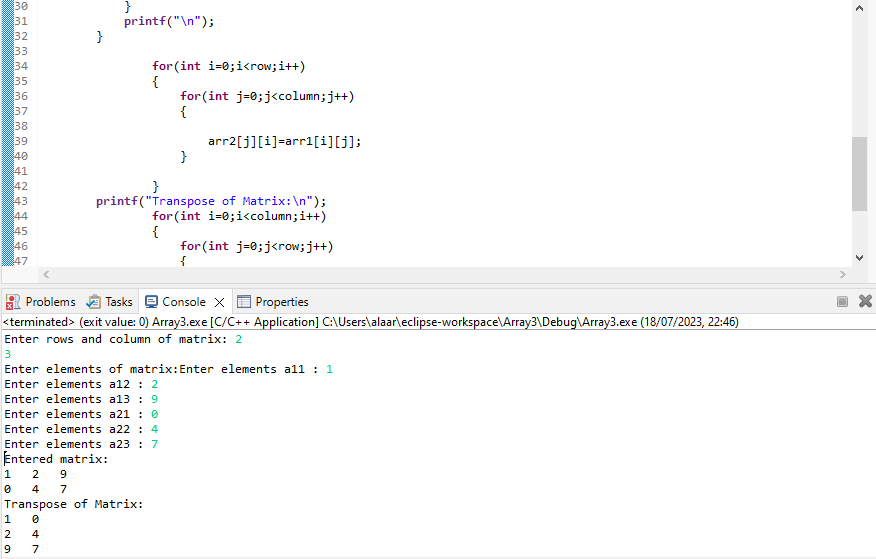 30 }
31 printf("\n");
32 }
33
34 for(int i=0;i<row;i++)
35 {
36 for(int j=0;j<column;j++)
37 {
38
39 arr2[j][i]=arr1[i][j];
40 }
41
42 }
43 printf("Transpose of Matrix:\n");
44 for(int i=0;i<column;i++)
45 {
46 for(int j=0;j<row;j++)
47 {
Problems Tasks Console Properties
<terminated> (exit value: 0) Array3.exe [C/C++ Application] C:\Users\alaar\eclipse-workspace\Array3\Debug\Array3.exe (18/07/2023, 22:46)
Enter rows and column of matrix: 2
3
Enter elements of matrix:Enter elements a11 : 1
Enter elements a12 : 2
Enter elements a13 : 9
Enter elements a21 : 0
Enter elements a22 : 4
Enter elements a23 : 7
Entered matrix:
1 2 9
0 4 7
Transpose of Matrix:
1 0
2 4
9 7